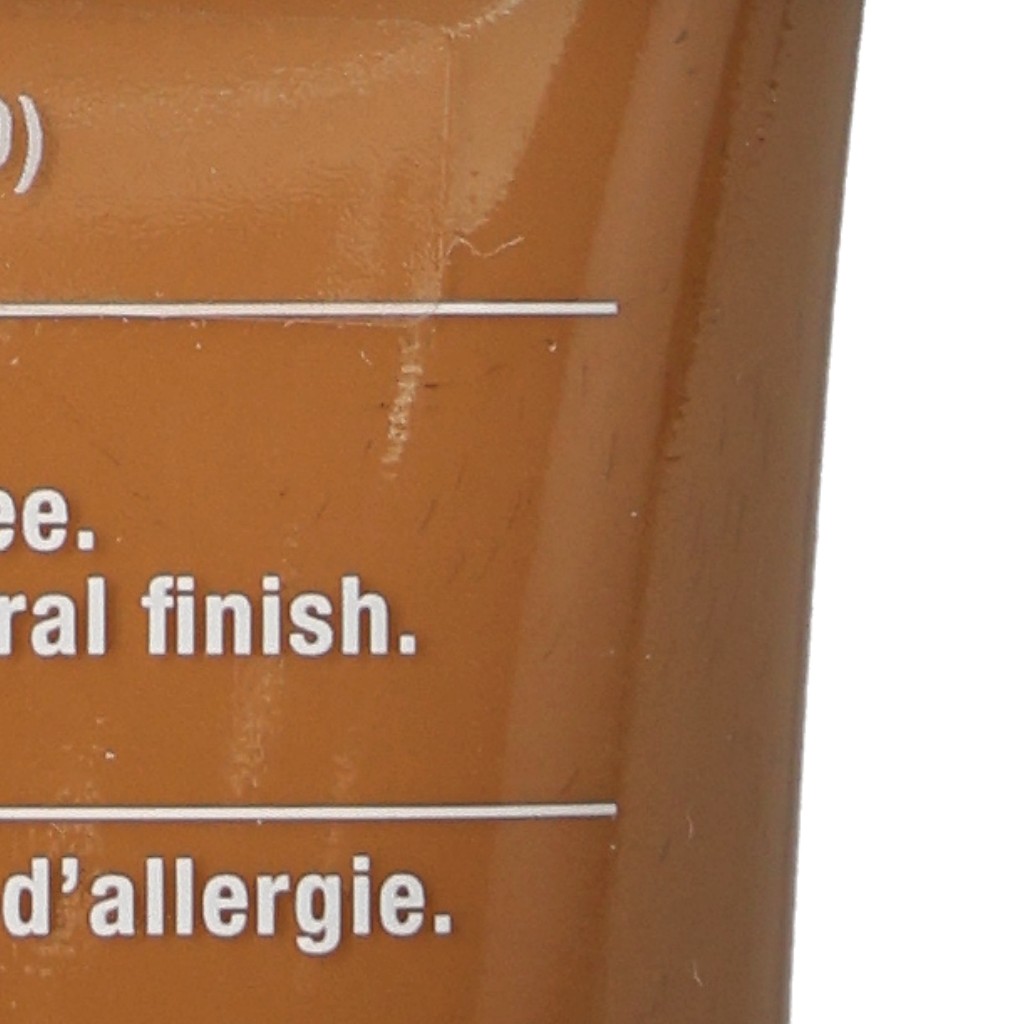 )
ee.
ral finish.
d’allergie.